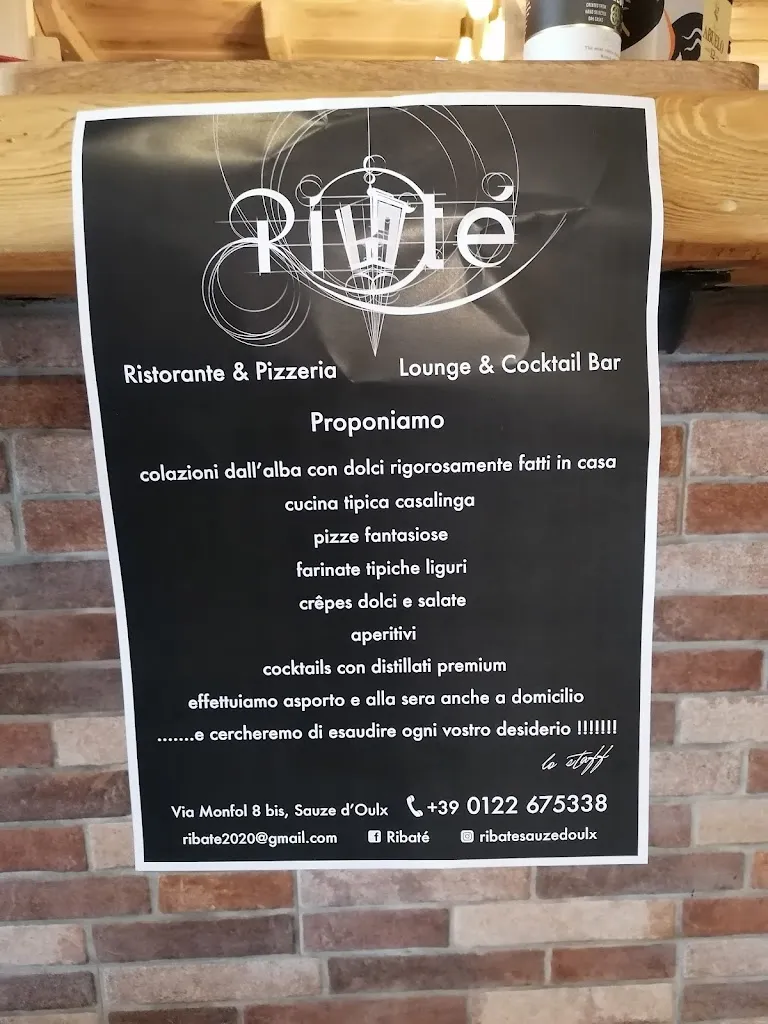 Ribaté
Ristorante & Pizzeria
Lounge & Cocktail Bar
Proponiamo
colazioni dall'alba con dolci rigorosamente fatti in casa
cucina tipica casalinga
pizze fantasiose
farinate tipiche liguri
crêpes dolci e salate
aperitivi
cocktails con distillati premium
effettuiamo asporto e alla sera anche a domicilio
.......e cercheremo di esaudire ogni vostro desiderio !!!!!!!
lo staff
Via Monfol 8 bis, Sauze d'Oulx +39 0122 675338
ribate2020@gmail.com Ribaté ribatesauzedoulx